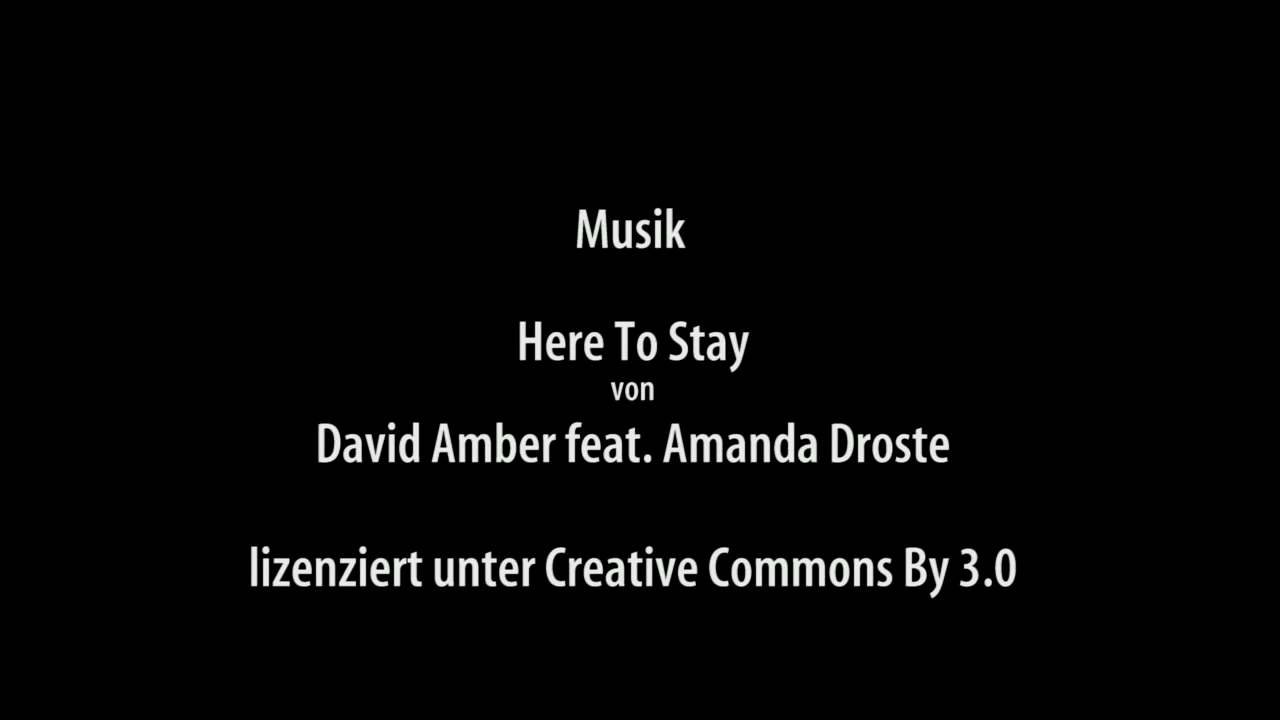 Musik
Here To Stay
von
David Amber feat. Amanda Droste
lizenziert unter Creative Commons By 3.0